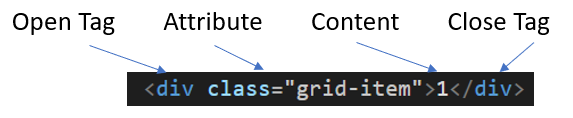 Open Tag Attribute Content Close Tag
<div class="grid-item">1</div>